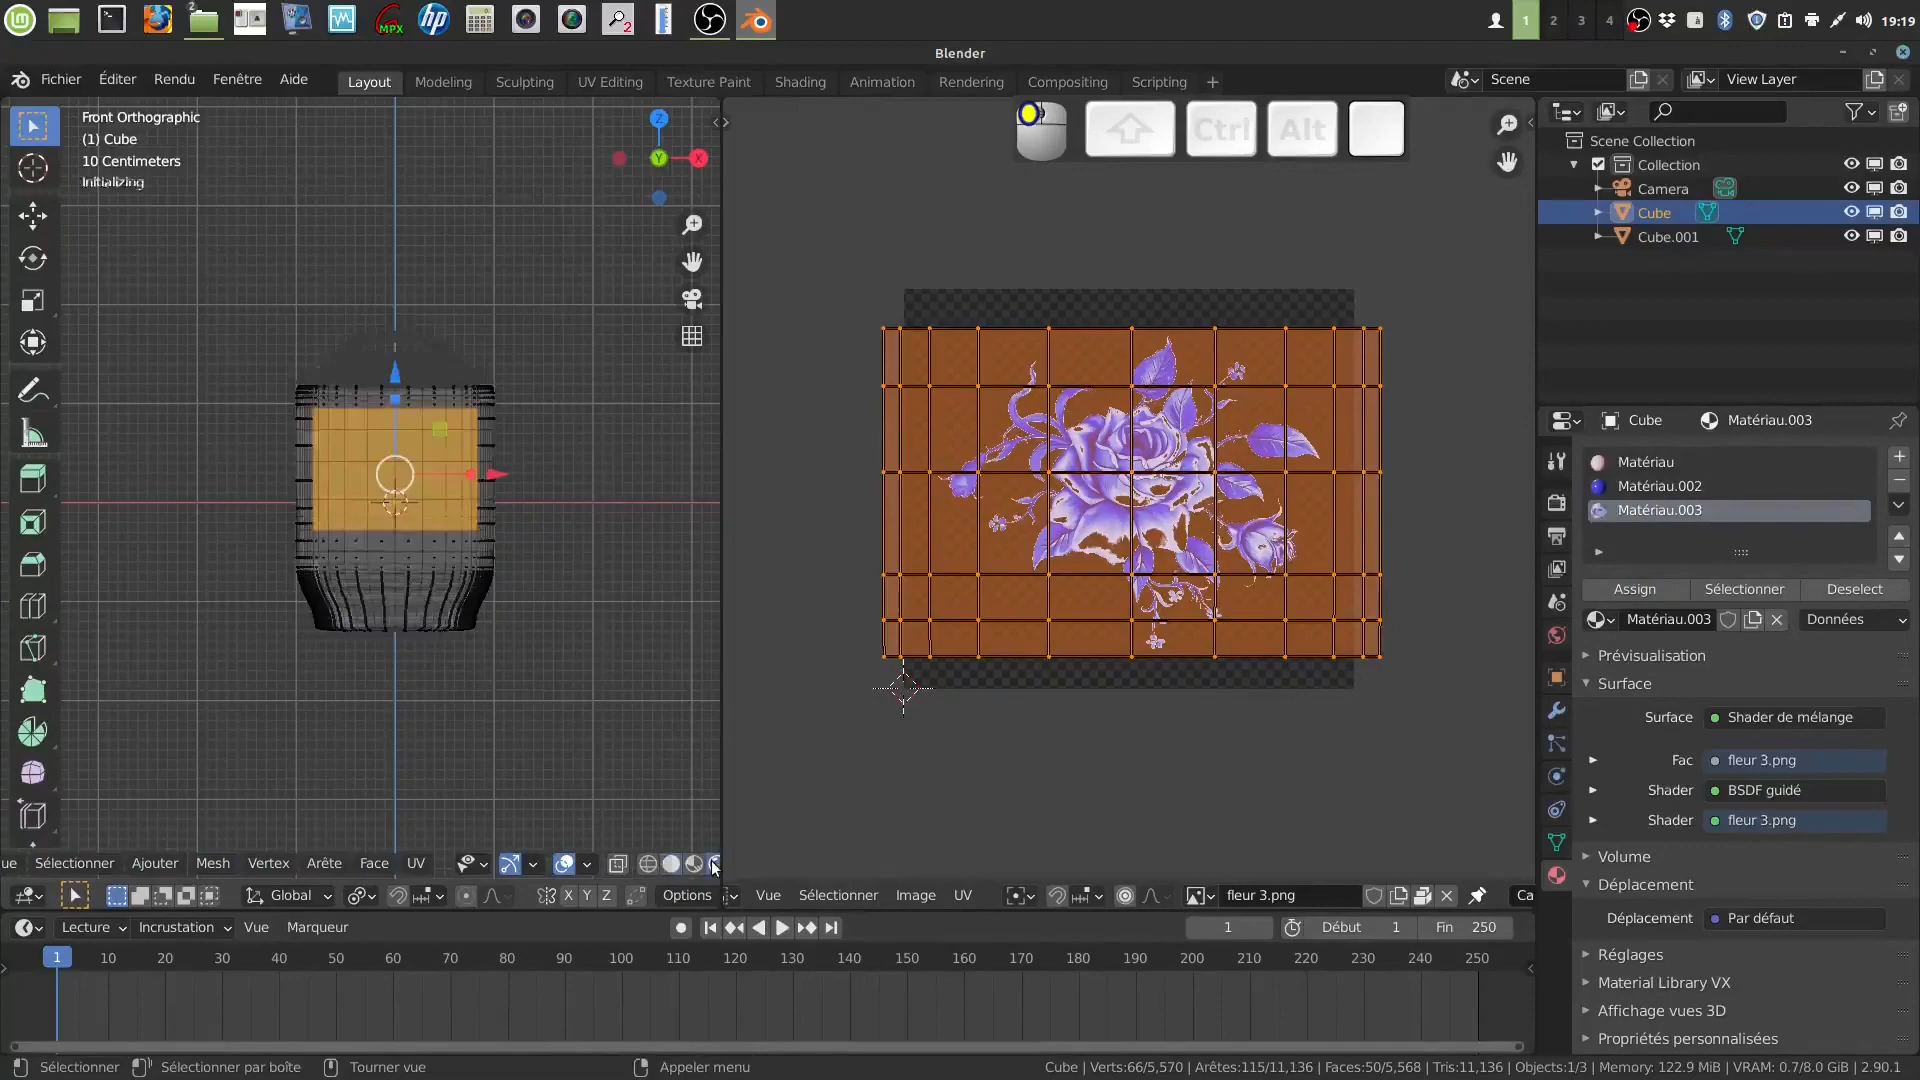 MPX
2
1 2 3 4
19:19
Blender
Fichier Éditer Rendu Fenêtre Aide Layout Modeling Sculpting UV Editing Texture Paint Shading Animation Rendering Compositing Scripting Scene View Layer
Front Orthographic
(1) Cube
10 Centimeters
Initializing
Z
Y X
Ctrl Alt
Scene Collection
Collection
Camera
Cube
Cube.001
Cube Matériau.003
Matériau
Matériau.002
Matériau.003
Assign Sélectionner Deselect
Matériau.003 Données
Prévisualisation
Surface
Surface Shader de mélange
Fac fleur 3.png
Shader BSDF guidé
Shader fleur 3.png
Volume
Déplacement
Déplacement Par défaut
Réglages
Material Library VX
Affichage vues 3D
Propriétés personnalisées
ue Sélectionner Ajouter Mesh Vertex Arête Face UV
Global X Y Z Options
Vue Sélectionner Image UV fleur 3.png Ca
Lecture Incrustation Vue Marqueur
1 Début 1 Fin 250
1 10 20 30 40 50 60 70 80 90 100 110 120 130 140 150 160 170 180 190 200 210 220 230 240 250
Sélectionner Sélectionner par boîte Tourner vue Appeler menu
Cube | Verts:66/5,570 | Arêtes:115/11,136 | Faces:50/5,568 | Tris:11,136 | Objects:1/3 | Memory: 122.9 MiB | VRAM: 0.7/8.0 GiB | 2.90.1